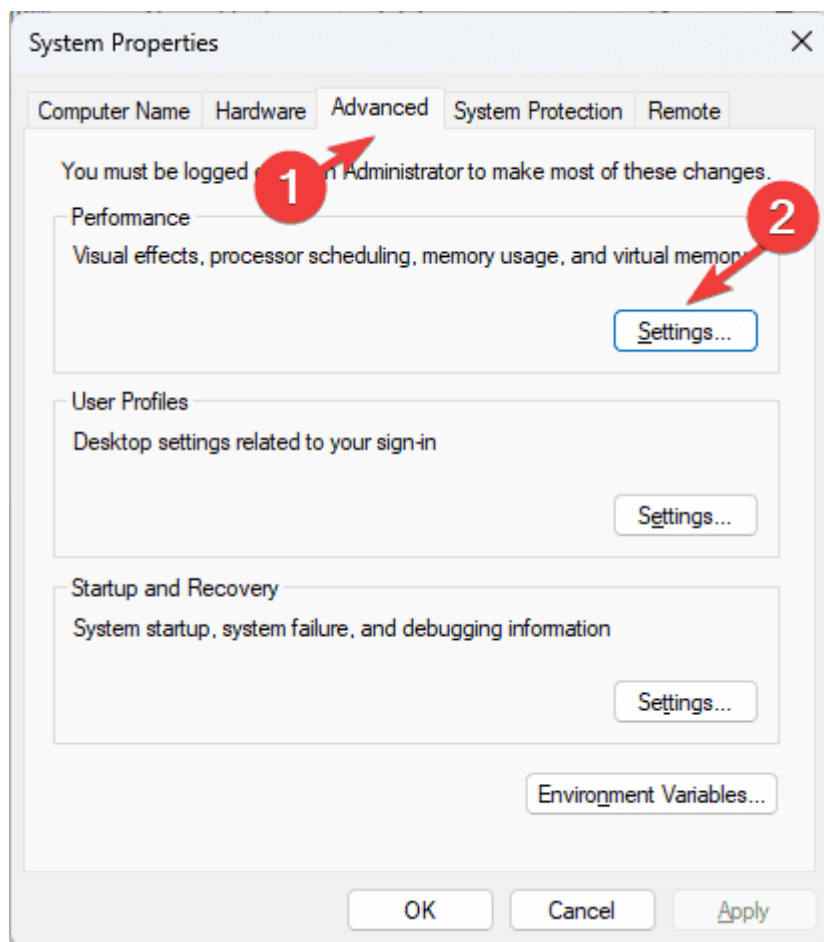 System Properties
Computer Name Hardware Advanced System Protection Remote
You must be logged Administrator to make most of these changes.
1
Performance
2
Visual effects, processor scheduling, memory usage, and virtual memory
Settings...
User Profiles
Desktop settings related to your sign-in
Settings...
Startup and Recovery
System startup, system failure, and debugging information
Settings...
Environment Variables...
OK Cancel Apply